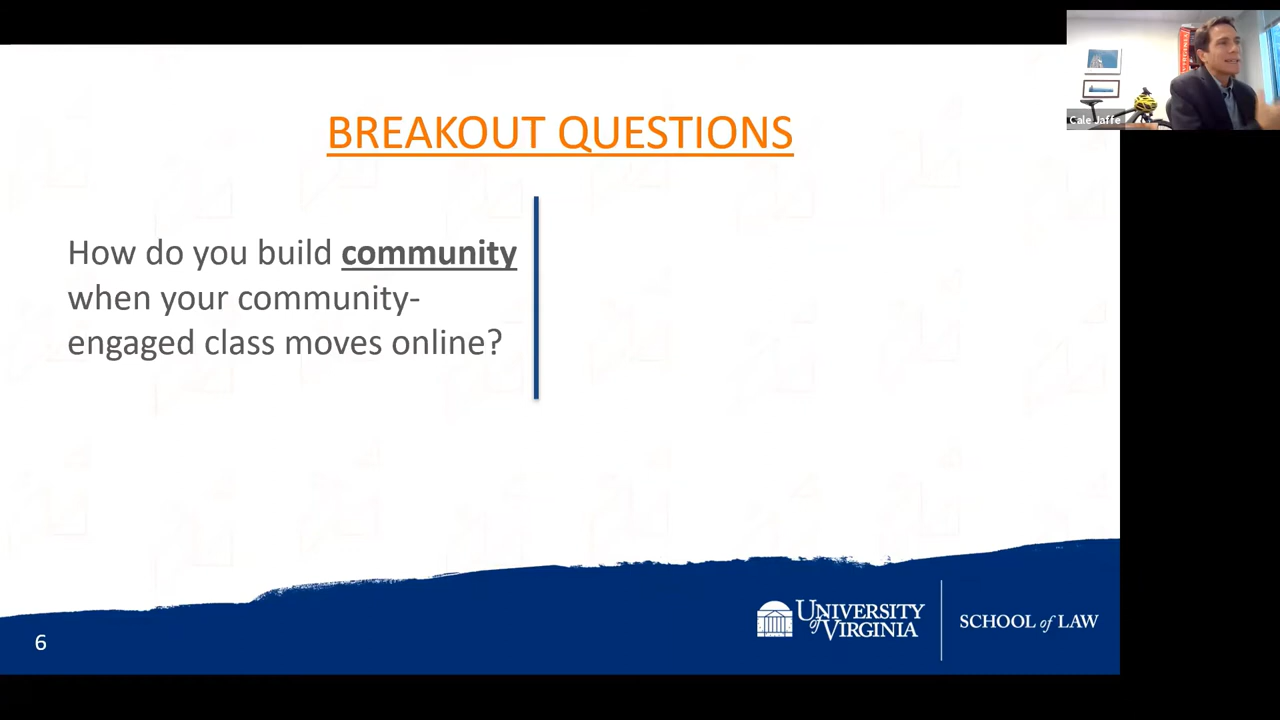 BREAKOUT QUESTIONS
How do you build community
when your community-
engaged class moves online?
Cale Jaffe
VIRGINIA
6
UNIVERSITY
of VIRGINIA
SCHOOL of LAW